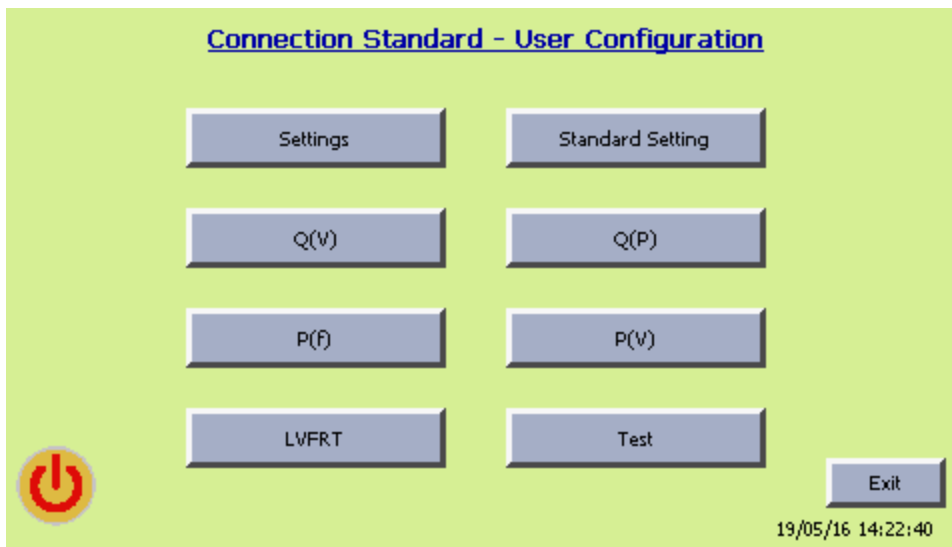 Connection Standard - User Configuration
Settings
Standard Setting
Q(V)
Q(P)
P(f)
P(V)
LVFRT
Test
Exit
19/05/16 14:22:40